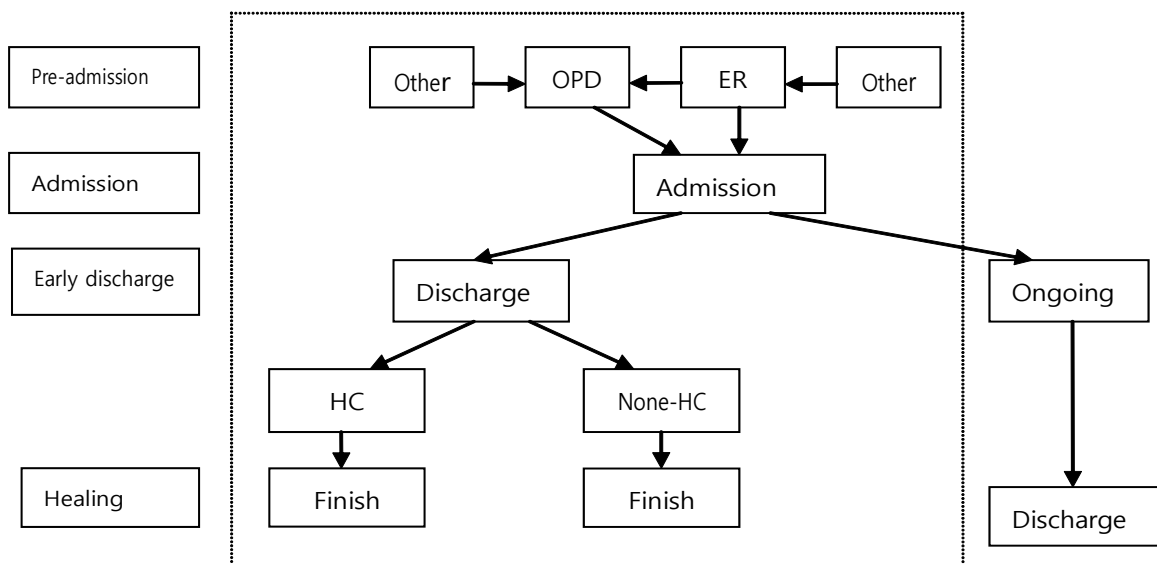 Pre-admission
Other
OPD
ER
Other
Admission
Admission
Early discharge
Discharge
Ongoing
HC
None-HC
Healing
Finish
Finish
Discharge